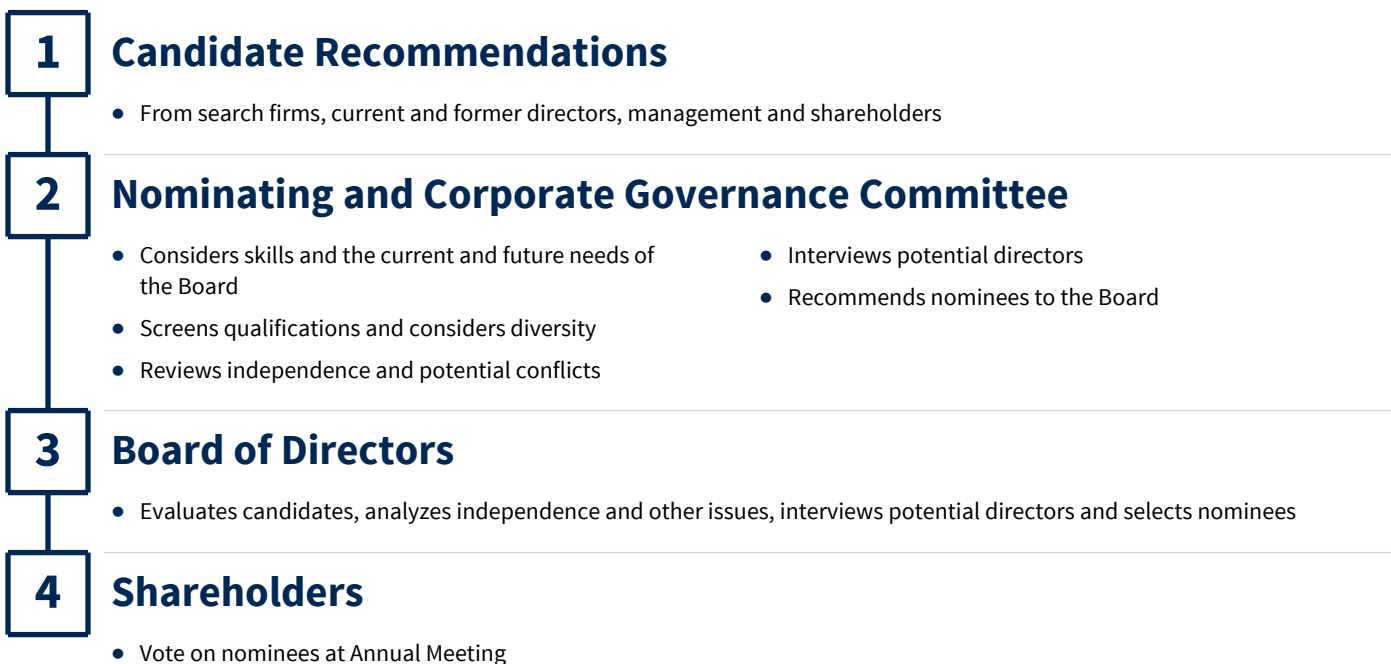 1
Candidate Recommendations
● From search firms, current and former directors, management and shareholders
2
Nominating and Corporate Governance Committee
● Considers skills and the current and future needs of
the Board
● Screens qualifications and considers diversity
● Reviews independence and potential conflicts
● Interviews potential directors
● Recommends nominees to the Board
3
Board of Directors
● Evaluates candidates, analyzes independence and other issues, interviews potential directors and selects nominees
4
Shareholders
● Vote on nominees at Annual Meeting